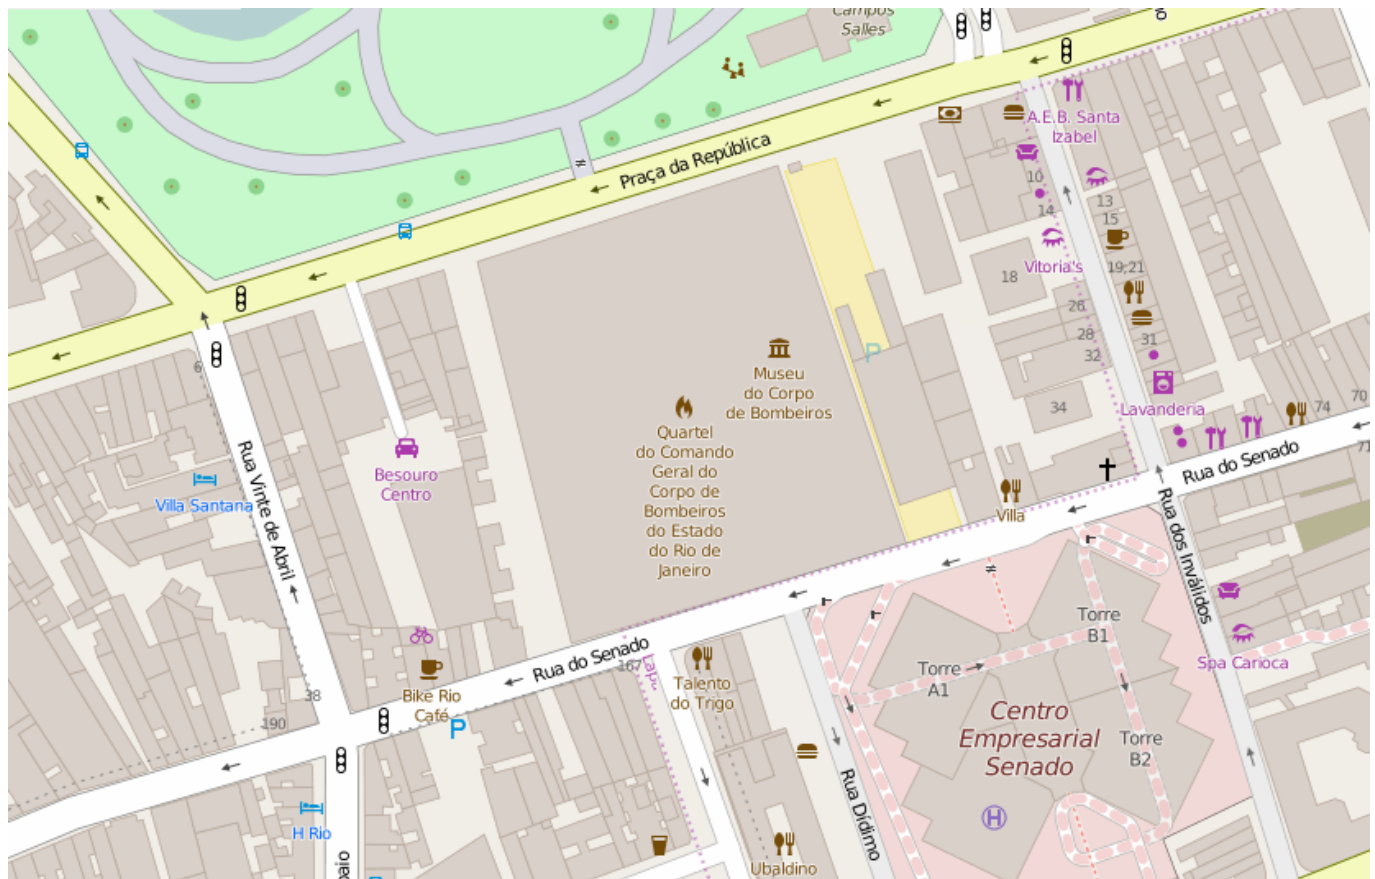 Campos
Salles
A.E.B. Santa
Izabel
Praça da República
10
14
13
15
Vitoria's
19;21
18
26
28
31
32
34
Lavanderia
74
70
71
6
Museu
do Corpo
de Bombeiros
Quartel
do Comando
Geral do
Corpo de
Bombeiros
do Estado
do Rio de
Janeiro
P
Besouro
Centro
Villa Santana
Rua Vinte de Abril
Rua do Senado
Villa
Rua dos Inválidos
Spa Carioca
Torre
B1
Torre
A1
Centro
Empresarial
Senado
Torre
B2
H
Rua do Senado
167
Lapa
Talento
do Trigo
Bike Rio
Café
P
38
190
H Rio
Rua Dídimo
Ubaldino